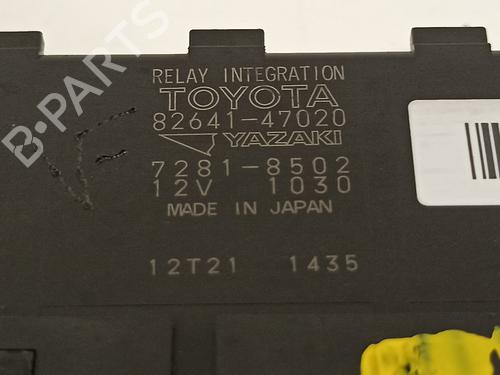 B-PARTS
RELAY INTEGRATION
TOYOTA
82641-47020
YAZAKI
7281-8502
12V 1030
MADE IN JAPAN
12T21 1435